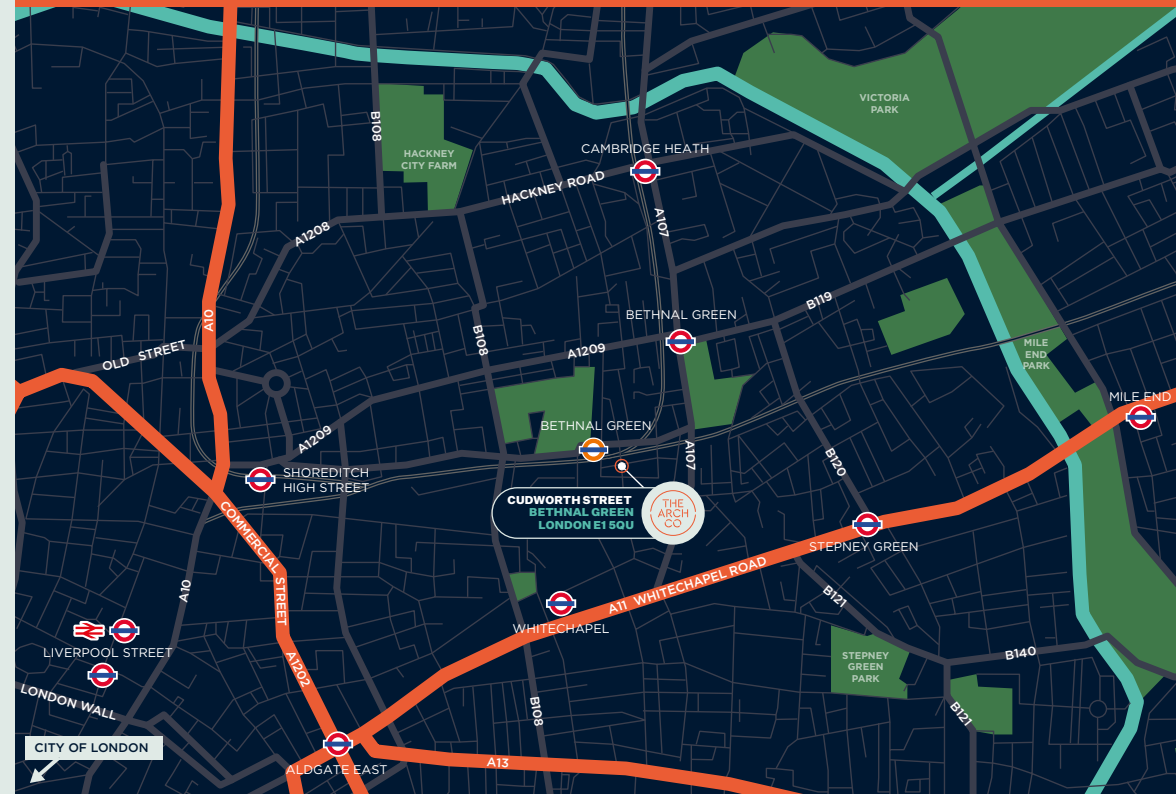 VICTORIA
PARK
B108
HACKNEY
CITY FARM
CAMBRIDGE HEATH
HACKNEY ROAD
A107
A1208
B119
BETHNAL GREEN
A10
B108
A1209
OLD STREET
MILE
END
PARK
MILE END
BETHNAL GREEN
A1209
A107
B120
SHOREDITCH
HIGH STREET
CUDWORTH STREET
BETHNAL GREEN
LONDON E1 5QU
THE
ARCH
CO
COMMERCIAL STREET
STEPNEY GREEN
A10
A11 WHITECHAPEL ROAD
B121
WHITECHAPEL
LIVERPOOL STREET
A1202
STEPNEY
GREEN
PARK
B140
LONDON WALL
B108
B121
CITY OF LONDON
ALDGATE EAST
A13